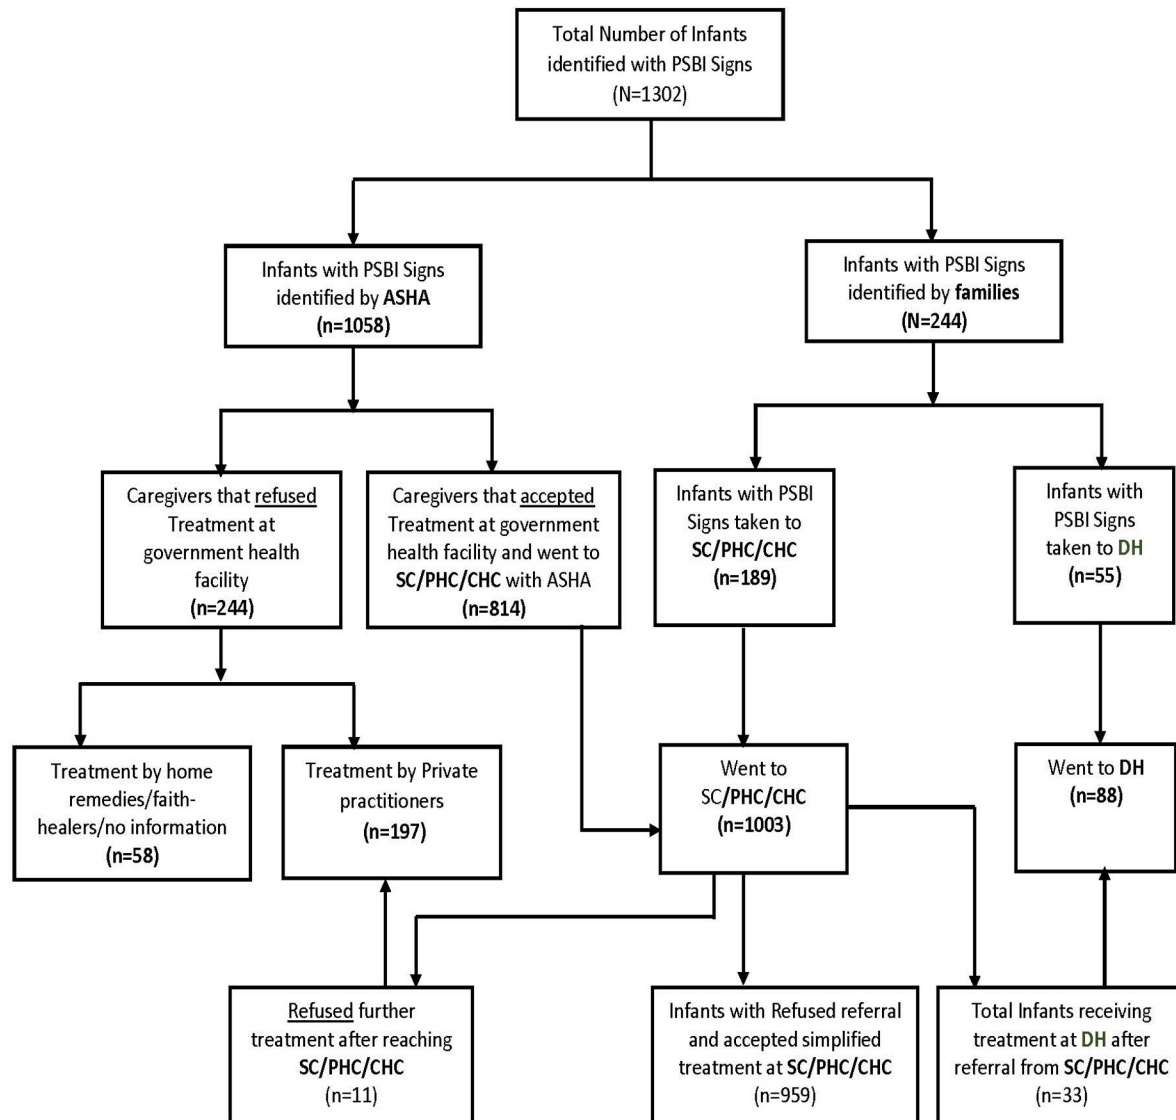 Total Number of Infants
identified with PSBI Signs
(N=1302)
Infants with PSBI Signs
identified by ASHA
(n=1058)
Infants with PSBI Signs
identified by families
(N=244)
Caregivers that refused
Treatment at
government health
facility
(n=244)
Caregivers that accepted
Treatment at government
health facility and went to
SC/PHC/CHC with ASHA
(n=814)
Infants with PSBI
Signs taken to
SC/PHC/CHC
(n=189)
Infants with
PSBI Signs
taken to DH
(n=55)
Treatment by home
remedies/faith-
healers/no information
(n=58)
Treatment by Private
practitioners
(n=197)
Went to
SC/PHC/CHC
(n=1003)
Went to DH
(n=88)
Refused further
treatment after reaching
SC/PHC/CHC
(n=11)
Infants with Refused referral
and accepted simplified
treatment at SC/PHC/CHC
(n=959)
Total Infants receiving
treatment at DH after
referral from SC/PHC/CHC
(n=33)